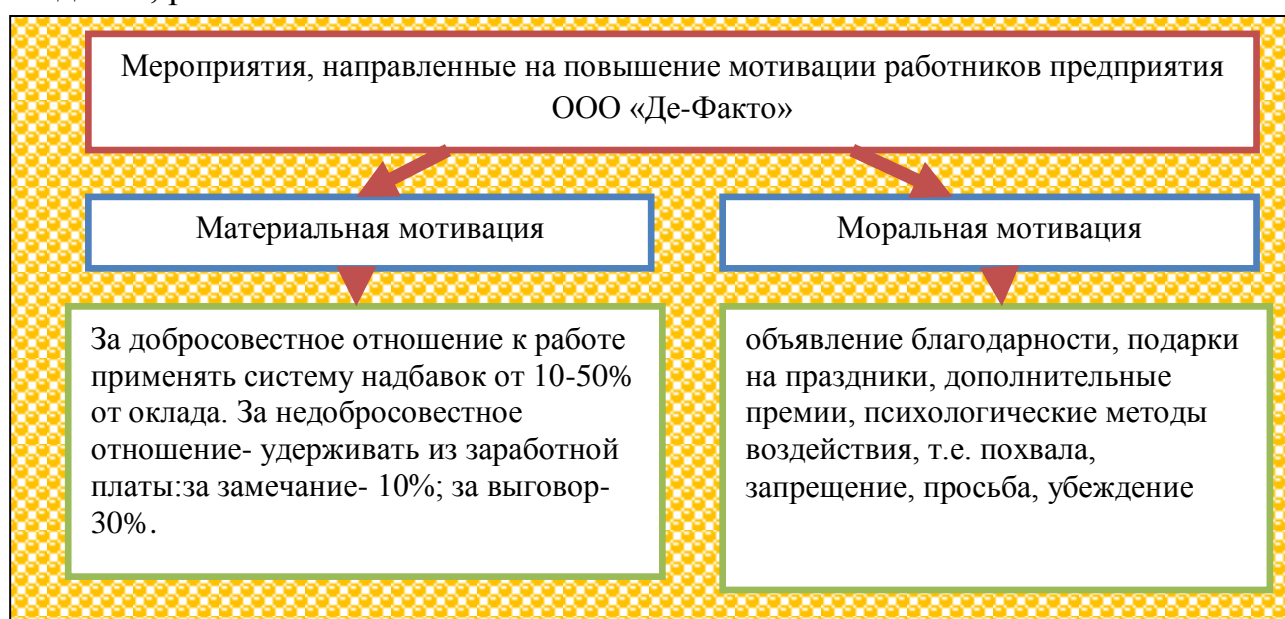 Мероприятия, направленные на повышение мотивации работников предприятия
ООО «Де-Факто»
Материальная мотивация
Моральная мотивация
За добросовестное отношение к работе
применять систему надбавок от 10-50%
от оклада. За недобросовестное
отношение- удерживать из заработной
платы:за замечание- 10%; за выговор-
30%.
объявление благодарности, подарки
на праздники, дополнительные
премии, психологические методы
воздействия, т.е. похвала,
запрещение, просьба, убеждение